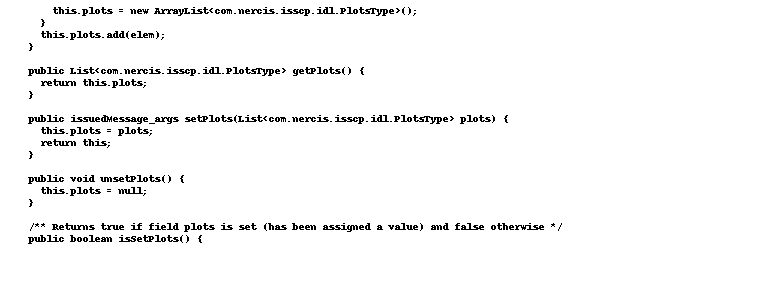 this.plots = new ArrayList<com.nercis.isscp.idl.PlotsType>();
}
this.plots.add(elem);
}
public List<com.nercis.isscp.idl.PlotsType> getPlots() {
return this.plots;
}
public issuedMessage_args setPlots(List<com.nercis.isscp.idl.PlotsType> plots) {
this.plots = plots;
return this;
}
public void unsetPlots() {
this.plots = null;
}
/** Returns true if field plots is set (has been assigned a value) and false otherwise */
public boolean isSetPlots() {